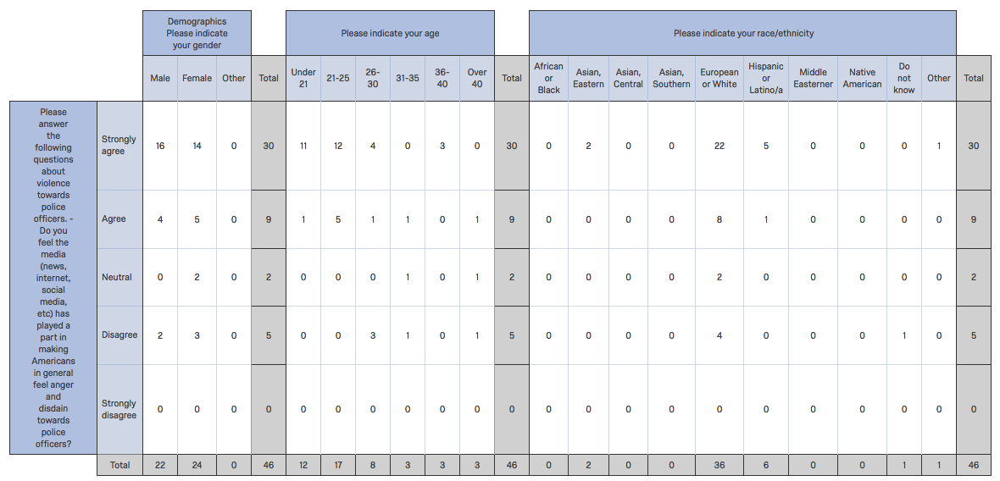 Demographics
Please indicate
your gender
Please indicate your age
Please indicate your race/ethnicity
Male Female Other Total Under 21 21-25 26-30 31-35 36-40 Over 40 Total African or Black Asian, Eastern Asian, Central Asian, Southern European or White Hispanic or Latino/a Middle Easterner Native American Do not know Other Total
Please
answer
the
following
questions
about
violence
towards
police
officers. -
Do you
feel the
media
(news,
internet,
social
media,
etc) has
played a
part in
making
Americans
in general
feel anger
and
disdain
towards
police
officers?
Strongly agree 16 14 0 30 11 12 4 0 3 0 30 0 2 0 0 22 5 0 0 0 1 30
Agree 4 5 0 9 1 5 1 1 0 1 9 0 0 0 0 8 1 0 0 0 0 9
Neutral 0 2 0 2 0 0 0 1 0 1 2 0 0 0 0 2 0 0 0 0 0 2
Disagree 2 3 0 5 0 0 3 1 0 1 5 0 0 0 0 4 0 0 0 1 0 5
Strongly disagree 0 0 0 0 0 0 0 0 0 0 0 0 0 0 0 0 0 0 0 0 0 0
Total 22 24 0 46 12 17 8 3 3 3 46 0 2 0 0 36 6 0 0 1 1 46